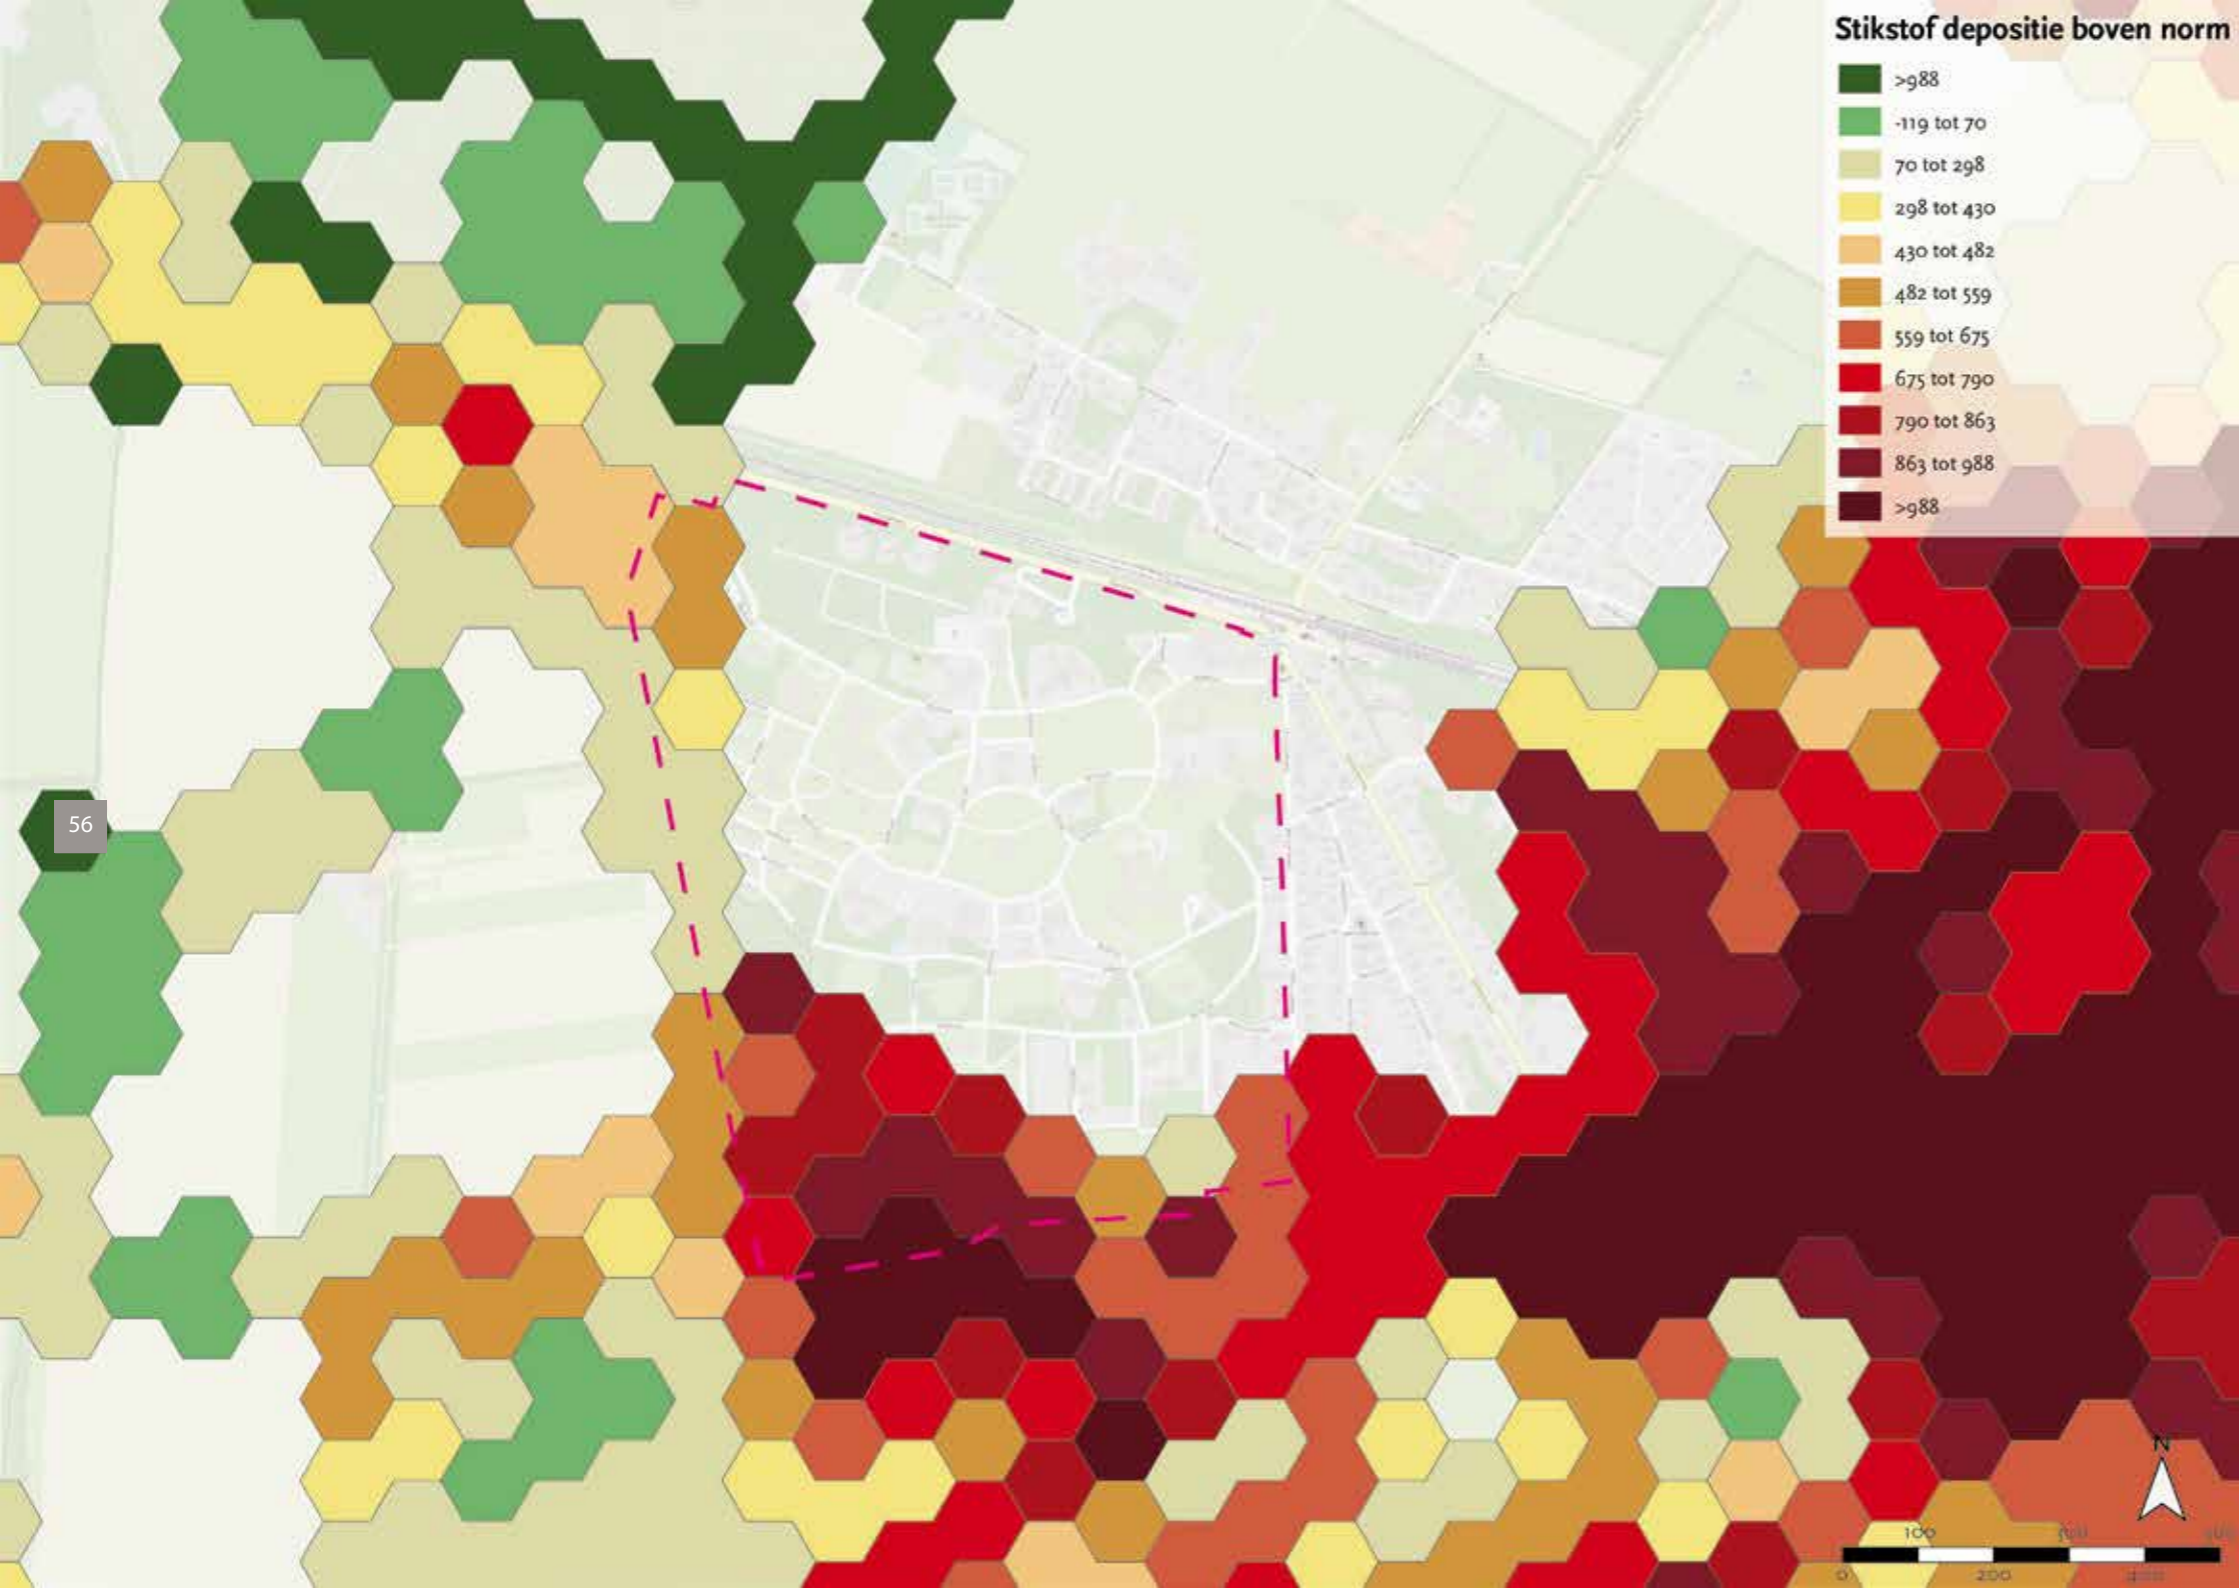 Stikstof depositie boven norm
>988
-119 tot 70
70 tot 298
298 tot 430
430 tot 482
482 tot 559
559 tot 675
675 tot 790
790 tot 863
863 tot 988
>988
56
N
100
0
200
400